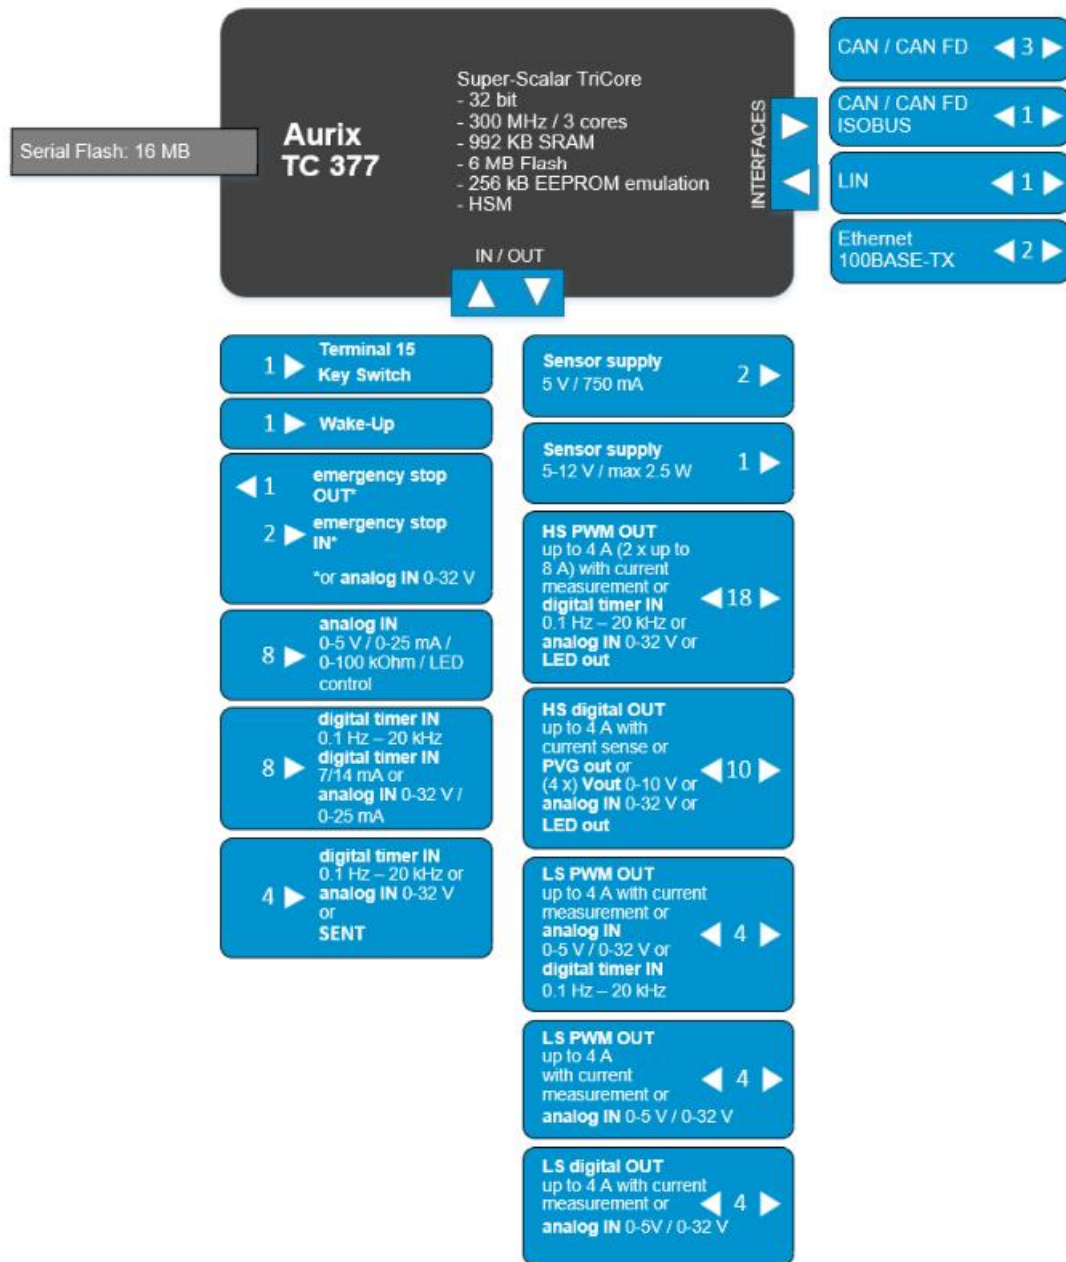 Serial Flash: 16 MB
Aurix
TC 377
Super-Scalar TriCore
- 32 bit
- 300 MHz / 3 cores
- 992 KB SRAM
- 6 MB Flash
- 256 kB EEPROM emulation
- HSM
IN / OUT
INTERFACES
CAN / CAN FD 3
CAN / CAN FD
ISOBUS 1
LIN 1
Ethernet
100BASE-TX 2
1 Terminal 15
Key Switch
1 Wake-Up
1 emergency stop
OUT*
2 emergency stop
IN*
*or analog IN 0-32 V
analog IN
0-5 V / 0-25 mA /
8 0-100 kOhm / LED
control
digital timer IN
0.1 Hz – 20 kHz
8 digital timer IN
7/14 mA or
analog IN 0-32 V /
0-25 mA
digital timer IN
0.1 Hz – 20 kHz or
4 analog IN 0-32 V
or
SENT
Sensor supply
5 V / 750 mA 2
Sensor supply
5-12 V / max 2.5 W 1
HS PWM OUT
up to 4 A (2 x up to
8 A) with current
measurement or
digital timer IN 18
0.1 Hz – 20 kHz or
analog IN 0-32 V or
LED out
HS digital OUT
up to 4 A with
current sense or
PVG out or 10
(4 x) Vout 0-10 V or
analog IN 0-32 V or
LED out
LS PWM OUT
up to 4 A with current
measurement or
analog IN 4
0-5 V / 0-32 V or
digital timer IN
0.1 Hz – 20 kHz
LS PWM OUT
up to 4 A
with current 4
measurement or
analog IN 0-5 V / 0-32 V
LS digital OUT
up to 4 A with current
measurement or 4
analog IN 0-5V / 0-32 V